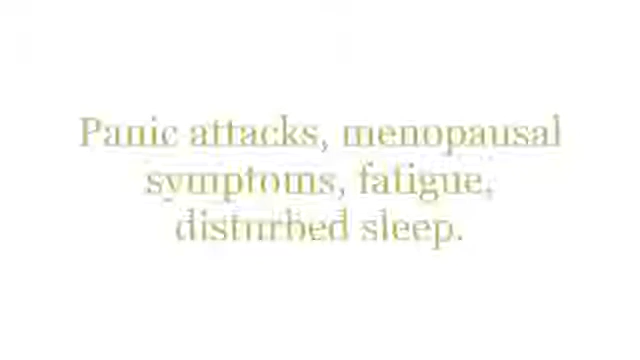 Panic attacks, menopausal
symptoms, fatigue,
disturbed sleep.